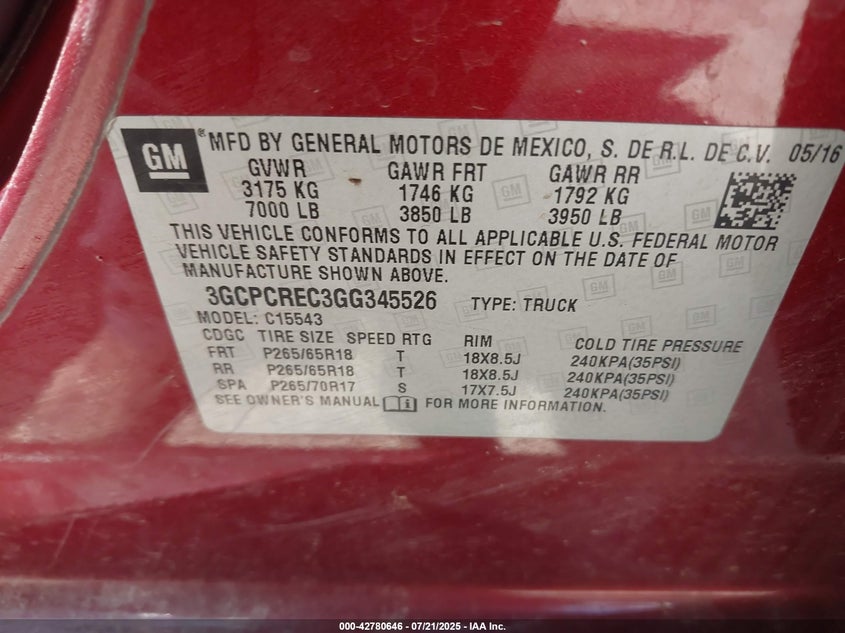 GM ® MFD BY GENERAL MOTORS DE MEXICO, S. DE R.L. DE C.V. 05/16
GVWR GAWR FRT GAWR RR
3175 KG 1746 KG 1792 KG
7000 LB 3850 LB 3950 LB
THIS VEHICLE CONFORMS TO ALL APPLICABLE U.S. FEDERAL MOTOR
VEHICLE SAFETY STANDARDS IN EFFECT ON THE DATE OF
MANUFACTURE SHOWN ABOVE.
3GCPCREC3GG345526 TYPE: TRUCK
MODEL: C15543
CDGC TIRE SIZE SPEED RTG RIM COLD TIRE PRESSURE
FRT P265/65R18 T 18X8.5J 240KPA(35PSI)
RR P265/65R18 T 18X8.5J 240KPA(35PSI)
SPA P265/70R17 S 17X7.5J 240KPA(35PSI)
SEE OWNER'S MANUAL FOR MORE INFORMATION.
000-42780646 - 07/21/2025 - IAA Inc.